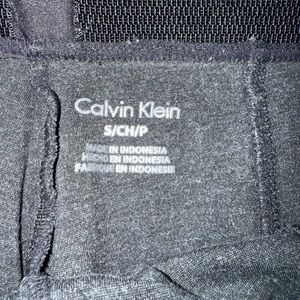 Calvin Klein
S/CH/P
MADE IN INDONESIA
HECHO EN INDONESIA
FABRIQUÉ EN INDONESIE